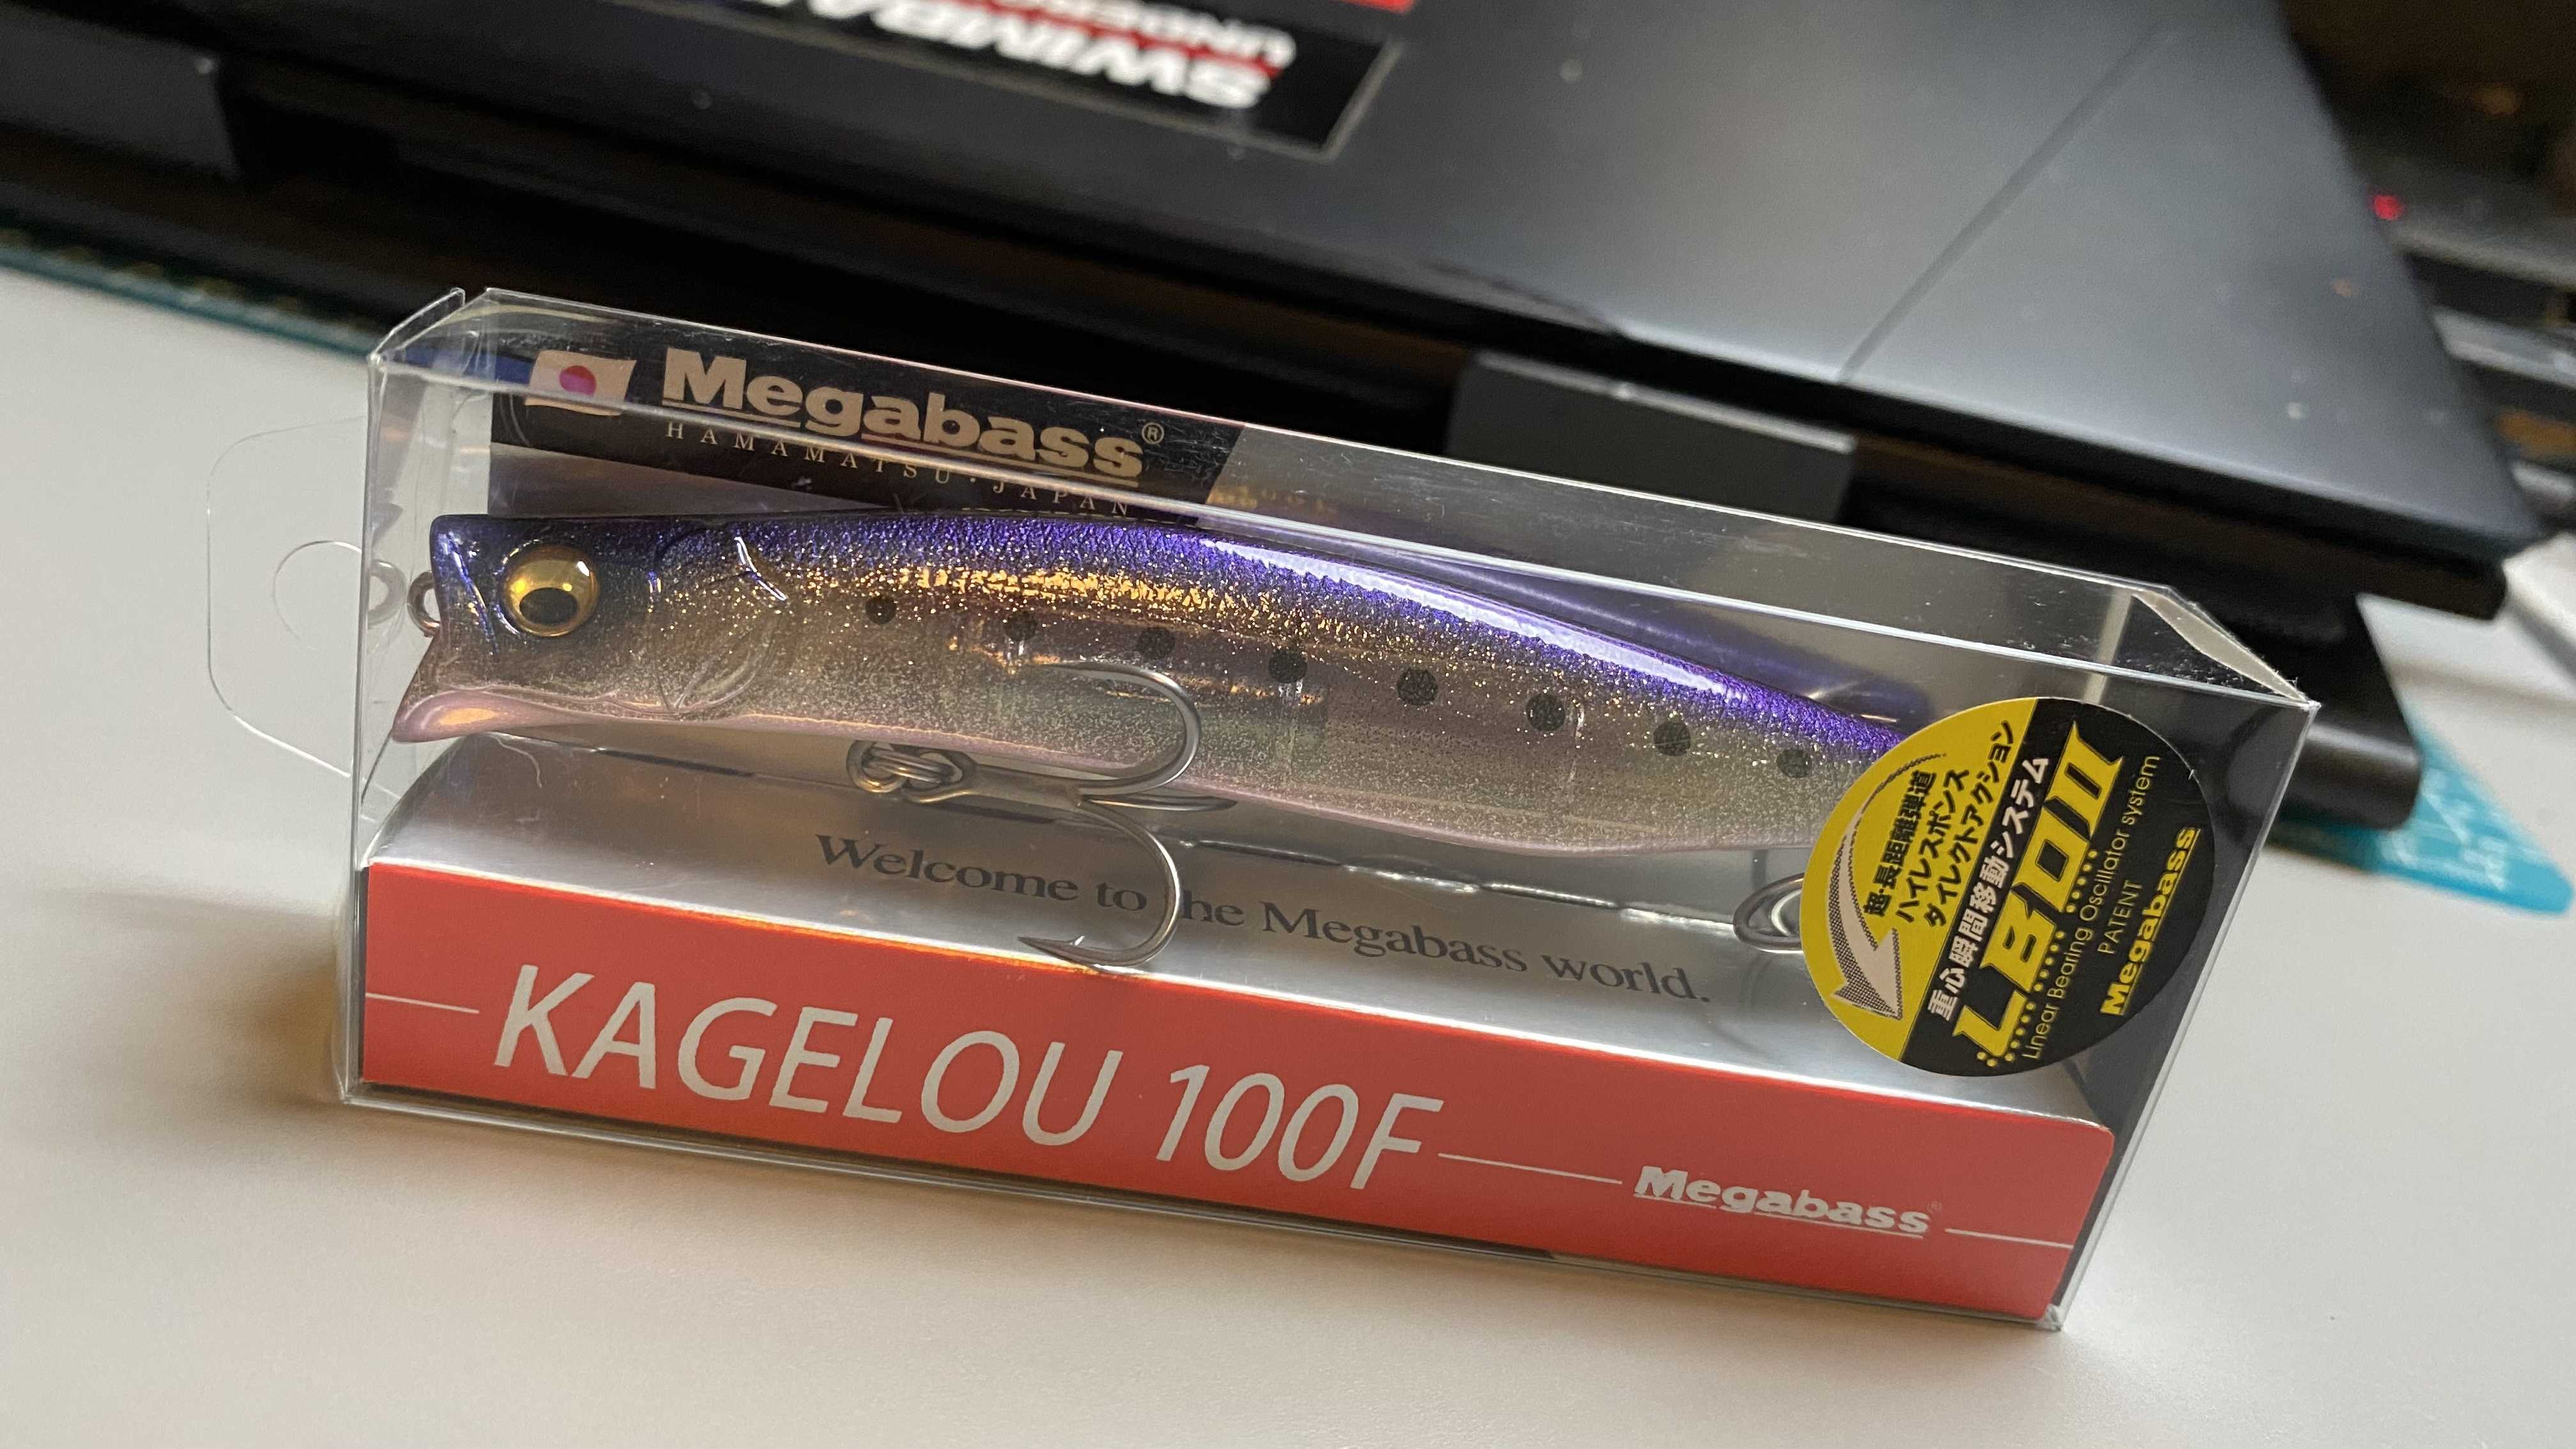 SWIMBA
UNDER
Megabass®
HAMAMATSU・JAPAN
Welcome to the Megabass world.
超・長距離弾道
ハイレスポンス
ダイレクトアクション
重心瞬間移動システム
LBOII
Linear Bearing Oscillator system
PATENT
Megabass
KAGELOU 100F
Megabass